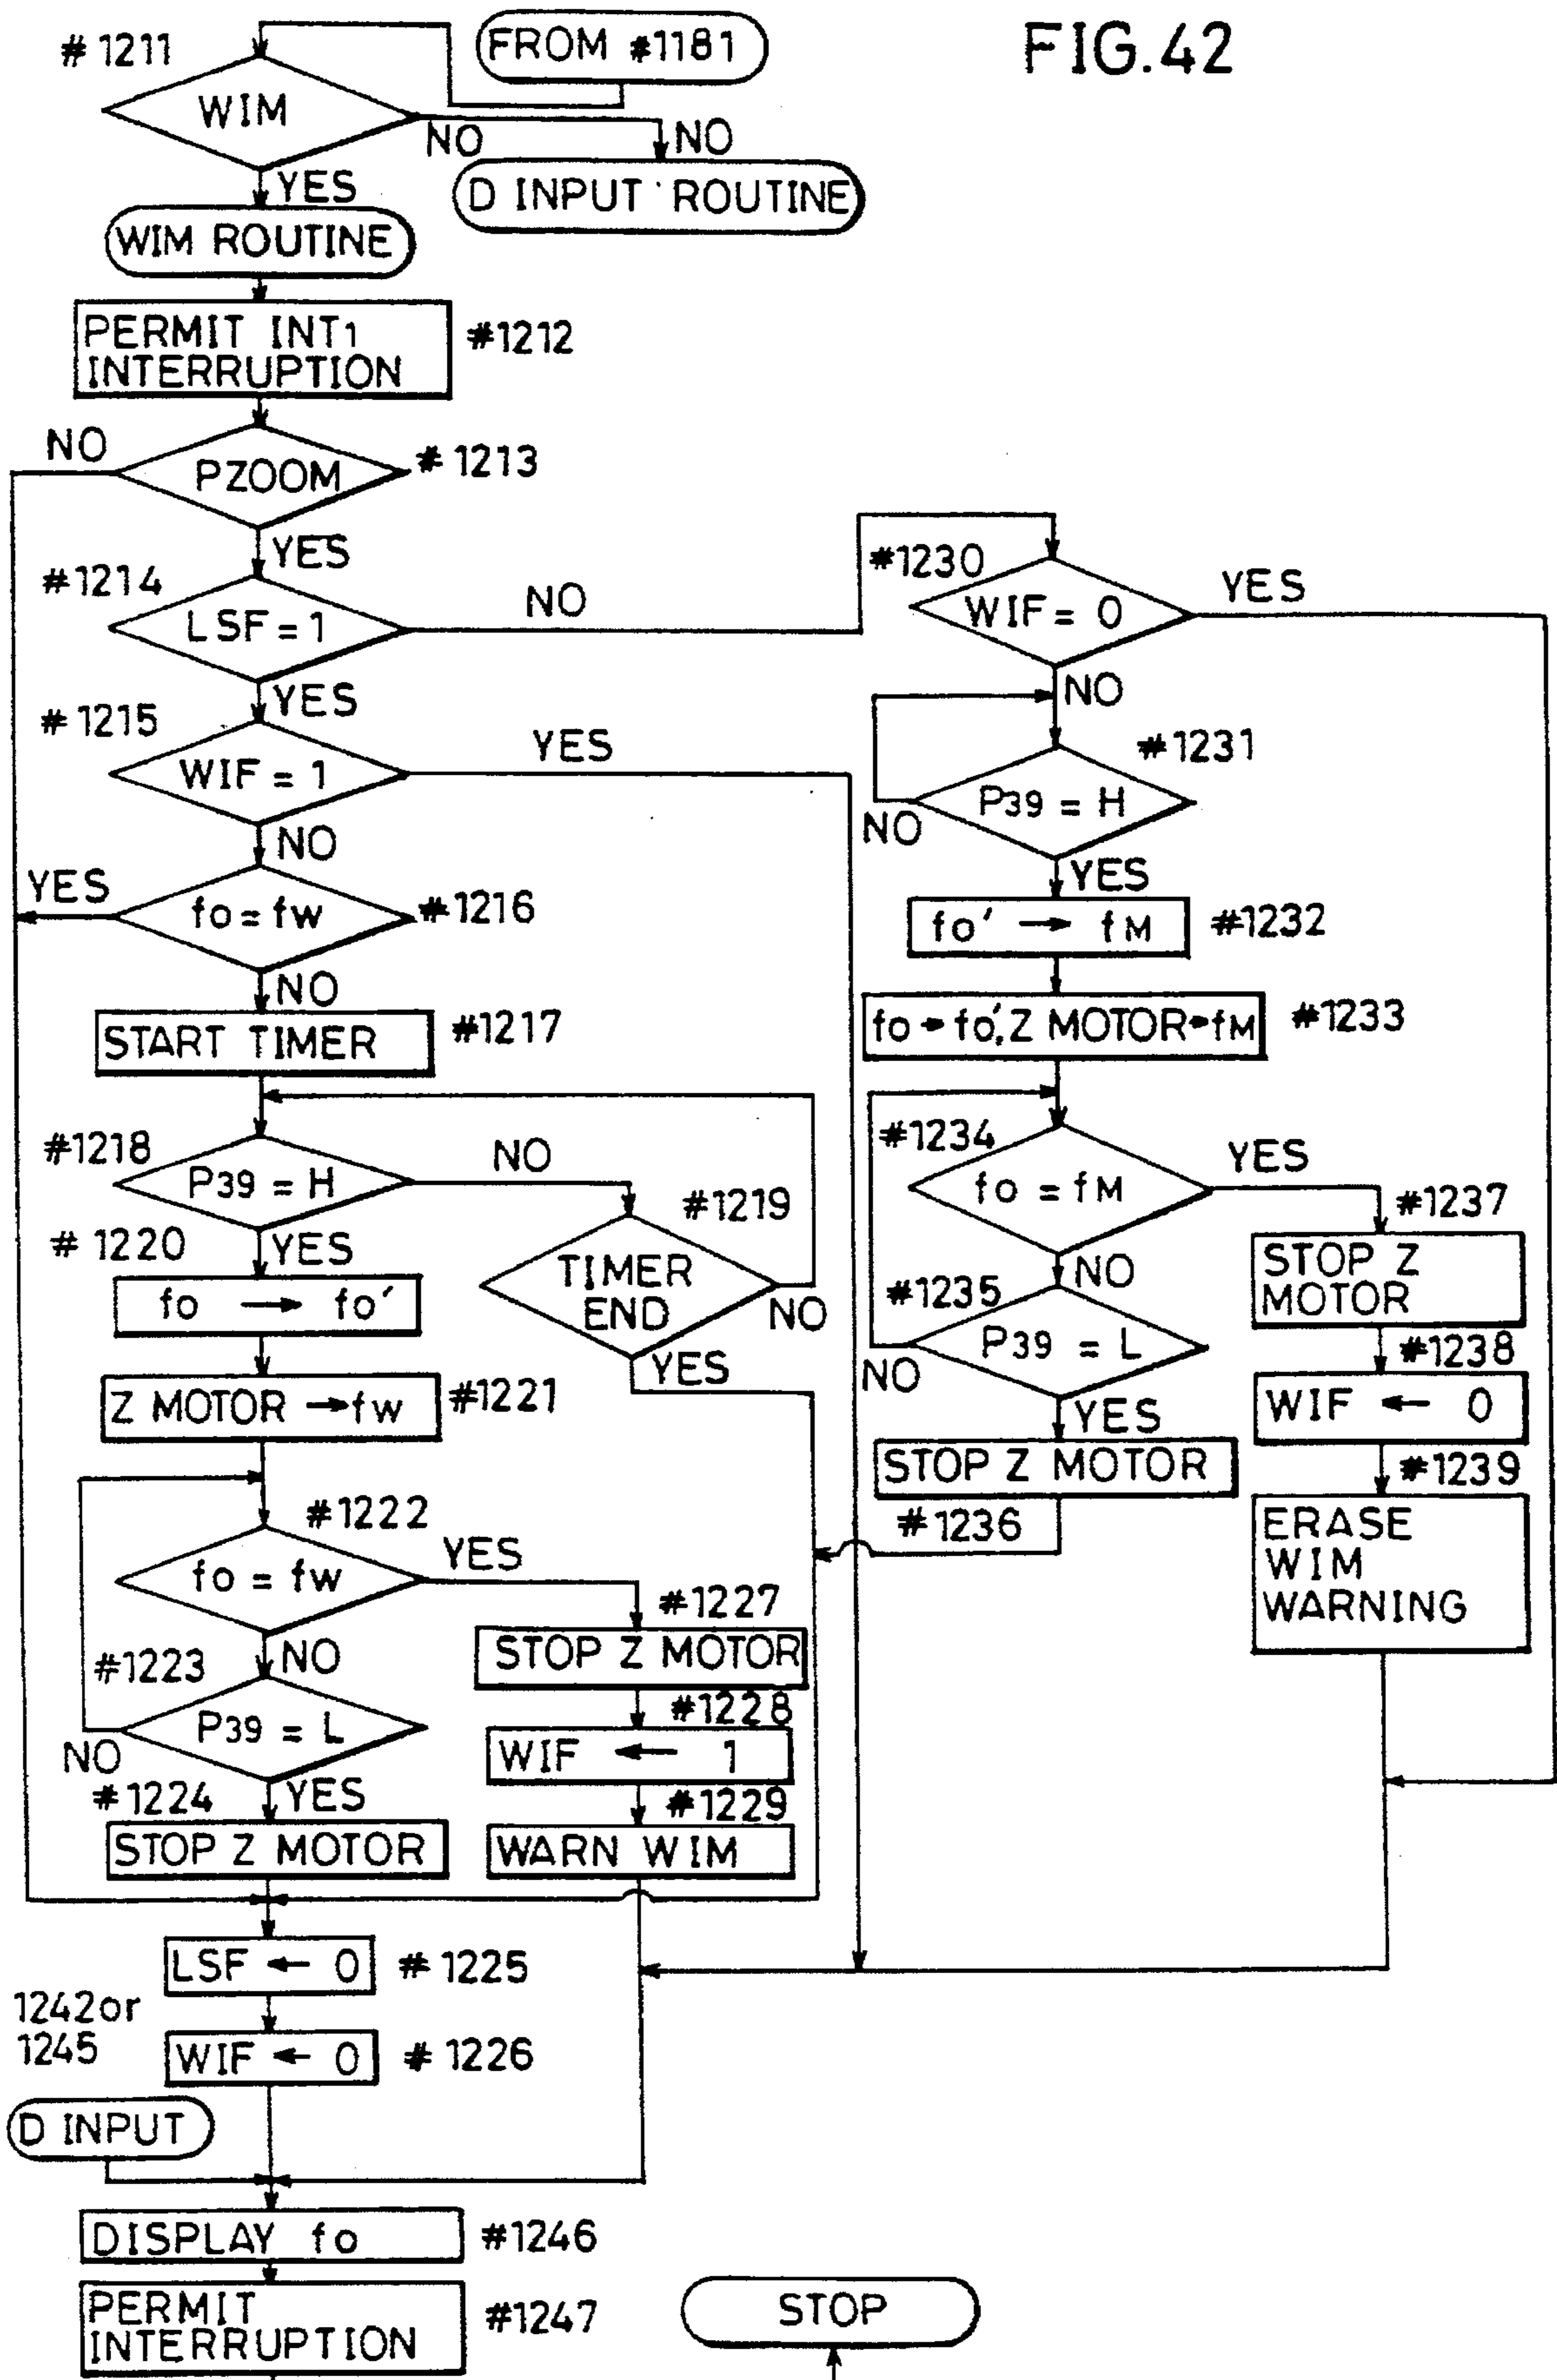 FIG.42
FROM #1181
#1211
WIM
NO
NO
YES
D INPUT ROUTINE
WIM ROUTINE
PERMIT INT1
INTERRUPTION
#1212
NO
PZOOM
#1213
YES
#1214
LSF = 1
NO
YES
#1215
WIF = 1
YES
NO
YES
fo = fw
#1216
NO
START TIMER
#1217
#1218
P39 = H
NO
#1219
TIMER
END
NO
YES
#1220
YES
fo → fo'
Z MOTOR → fw
#1221
#1222
fo = fw
YES
NO
#1223
P39 = L
NO
YES
#1224
STOP Z MOTOR
#1227
STOP Z MOTOR
#1228
WIF ← 1
#1229
WARN WIM
LSF ← 0
#1225
1242 or
1245
WIF ← 0
#1226
D INPUT
DISPLAY fo
#1246
PERMIT
INTERRUPTION
#1247
#1230
WIF = 0
YES
NO
#1231
P39 = H
NO
YES
fo' → fM
#1232
fo → fo', Z MOTOR → fM
#1233
#1234
fo = fM
YES
NO
#1235
P39 = L
NO
YES
STOP Z MOTOR
#1236
#1237
STOP Z
MOTOR
#1238
WIF ← 0
#1239
ERASE
WIM
WARNING
STOP